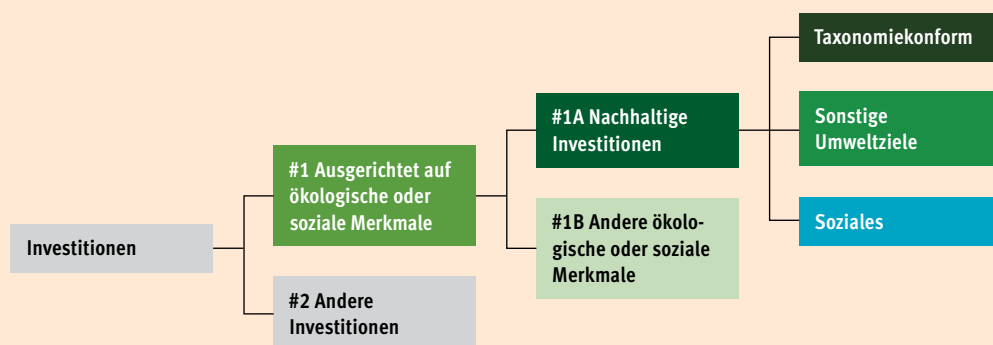 Investitionen
#1 Ausgerichtet auf
ökologische oder
soziale Merkmale
#2 Andere
Investitionen
#1A Nachhaltige
Investitionen
#1B Andere ökolo-
gische oder soziale
Merkmale
Taxonomiekonform
Sonstige
Umweltziele
Soziales